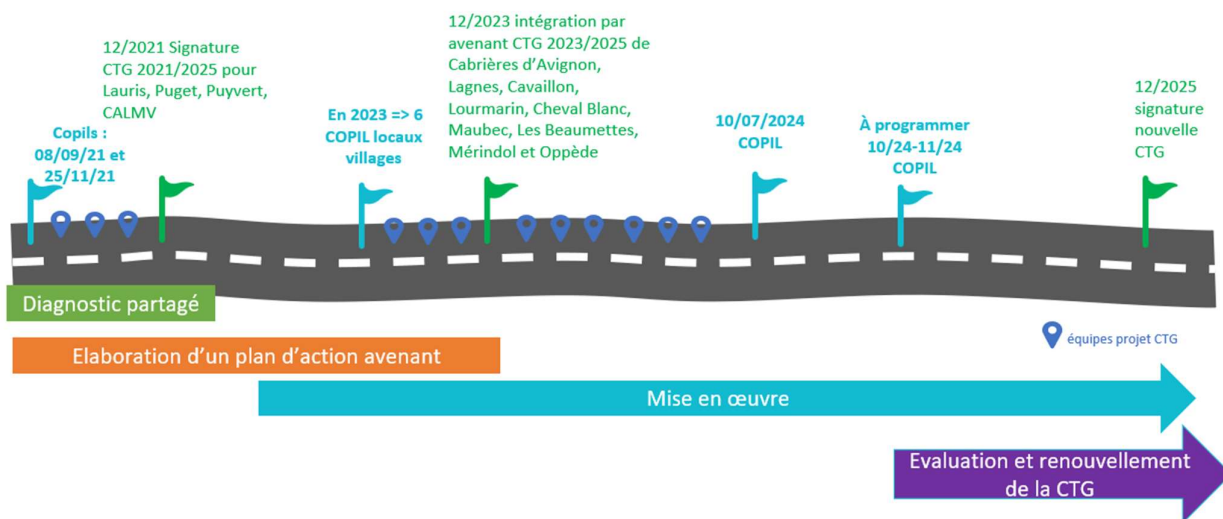 Copils :
08/09/21 et
25/11/21
12/2021 Signature
CTG 2021/2025 pour
Lauris, Puget, Puyvert,
CALMV
En 2023 => 6
COPIL locaux
villages
12/2023 intégration par
avenant CTG 2023/2025 de
Cabrières d’Avignon,
Lagnes, Cavaillon,
Lourmarin, Cheval Blanc,
Maubec, Les Beaumettes,
Mérindol et Oppède
10/07/2024
COPIL
À programmer
10/24-11/24
COPIL
12/2025
signature
nouvelle
CTG
Diagnostic partagé
équipes projet CTG
Elaboration d’un plan d’action avenant
Mise en œuvre
Evaluation et renouvellement
de la CTG